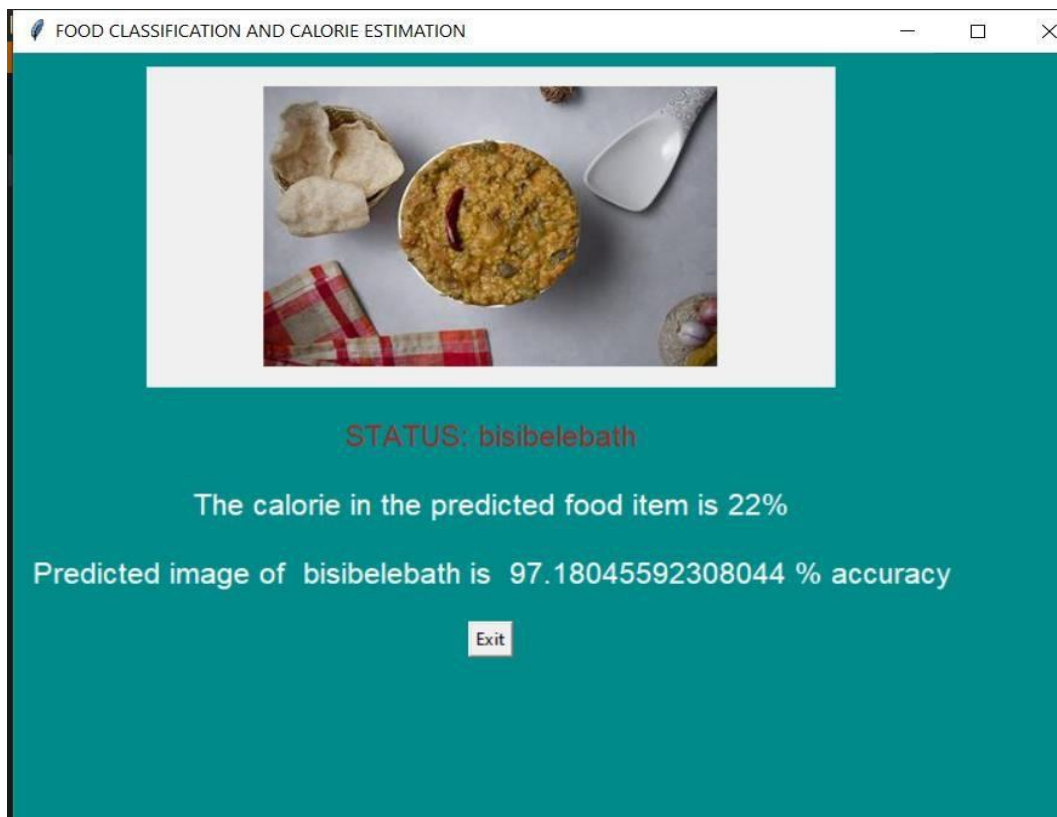 FOOD CLASSIFICATION AND CALORIE ESTIMATION
STATUS: bisibelebath
The calorie in the predicted food item is 22%
Predicted image of  bisibelebath is  97.18045592308044 % accuracy
Exit